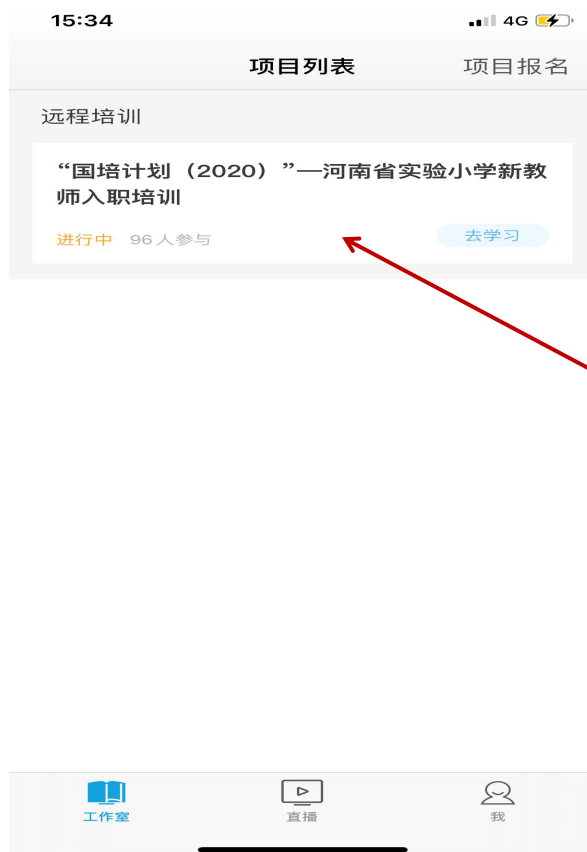 15:34
4G
项目列表
项目报名
远程培训
“国培计划（2020）”—河南省实验小学新教
师入职培训
进行中 96人参与
去学习
工作室
直播
我